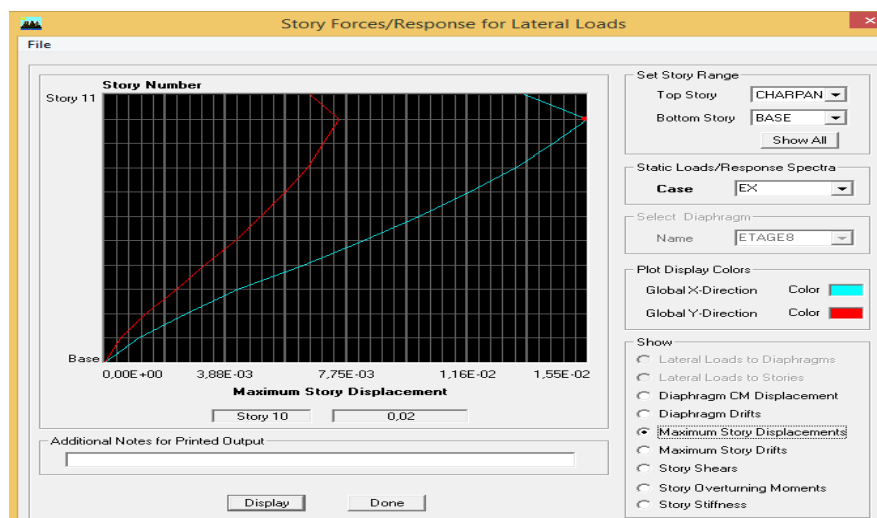 Story Forces/Response for Lateral Loads
File
Story Number
Story 11
Base
0,00E+00 3,88E-03 7,75E-03 1,16E-02 1,55E-02
Maximum Story Displacement
Story 10 0,02
Additional Notes for Printed Output
Display Done
Set Story Range
Top Story CHARPAN
Bottom Story BASE
Show All
Static Loads/Response Spectra
Case EX
Select Diaphragm
Name ETAGE8
Plot Display Colors
Global X-Direction Color
Global Y-Direction Color
Show
Lateral Loads to Diaphragms
Lateral Loads to Stories
Diaphragm CM Displacement
Diaphragm Drifts
Maximum Story Displacements
Maximum Story Drifts
Story Shears
Story Overturning Moments
Story Stiffness